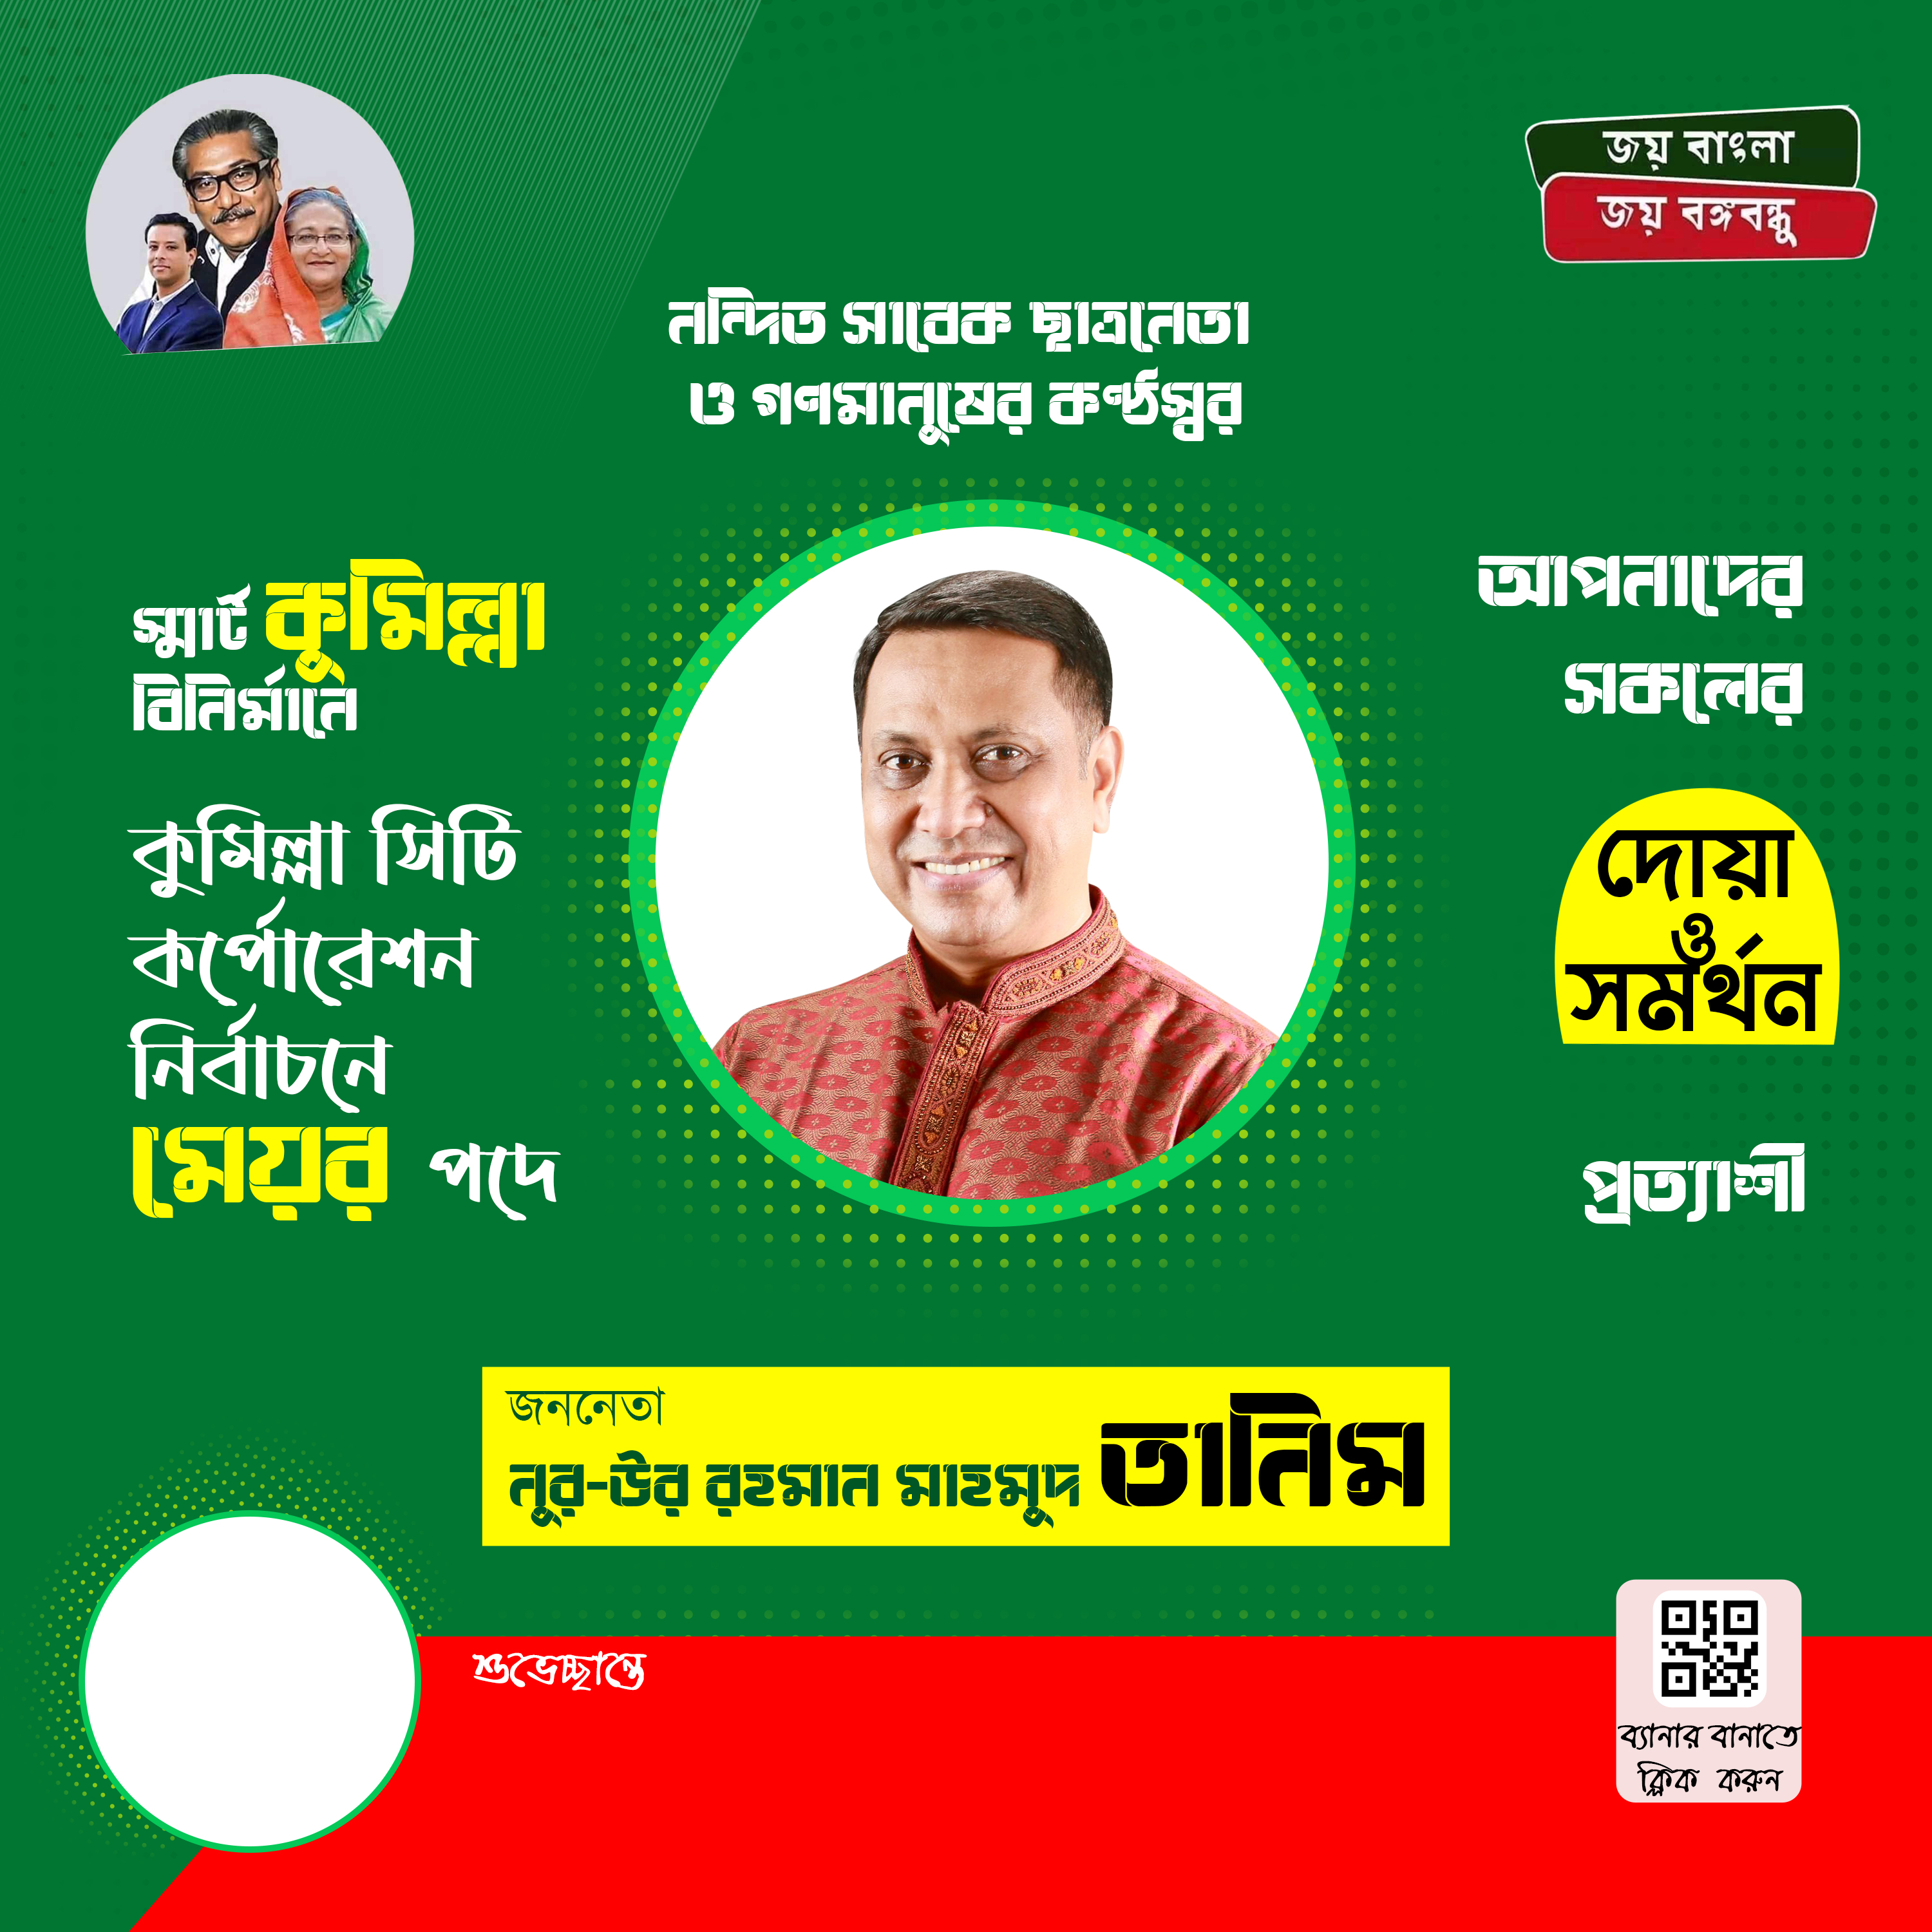 জয় বাংলা
জয় বঙ্গবন্ধু
নন্দিত সাবেক ছাত্রনেতা
ও গণমানুষের কণ্ঠস্বর
স্মার্ট কুমিল্লা
বিনির্মানে
কুমিল্লা সিটি
কর্পোরেশন
নির্বাচনে
মেয়র পদে
আপনাদের
সকলের
দোয়া
ও
সমর্থন
প্রত্যাশী
জননেতা
নূর-উর রহমান মাহমুদ তানিম
শুভেচ্ছান্তে
ব্যানার বানাতে
ক্লিক করুন